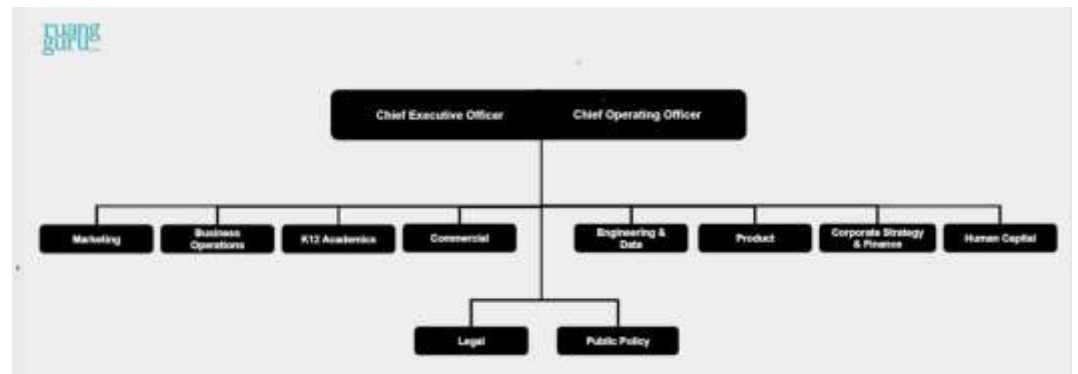 ruang
guru
Chief Executive Officer
Chief Operating Officer
Marketing
Business
Operations
K12 Academics
Commercial
Engineering &
Data
Product
Corporate Strategy
& Finance
Human Capital
Legal
Public Policy